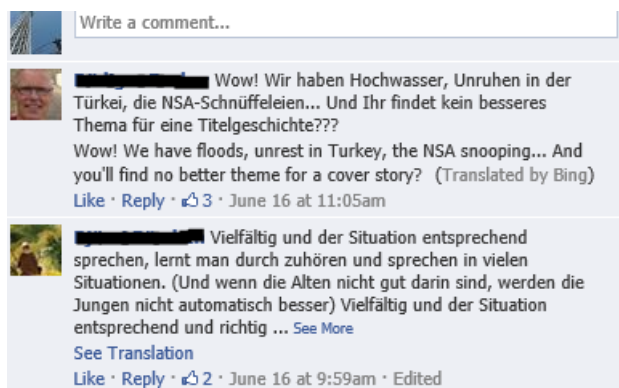 Write a comment...
Wow! Wir haben Hochwasser, Unruhen in der
Türkei, die NSA-Schnüffeleien... Und Ihr findet kein besseres
Thema für eine Titelgeschichte???
Wow! We have floods, unrest in Turkey, the NSA snooping... And
you'll find no better theme for a cover story? (Translated by Bing)
Like · Reply · 3 · June 16 at 11:05am
Vielfältig und der Situation entsprechend
sprechen, lernt man durch zuhören und sprechen in vielen
Situationen. (Und wenn die Alten nicht gut darin sind, werden die
Jungen nicht automatisch besser) Vielfältig und der Situation
entsprechend und richtig ... See More
See Translation
Like · Reply · 2 · June 16 at 9:59am · Edited